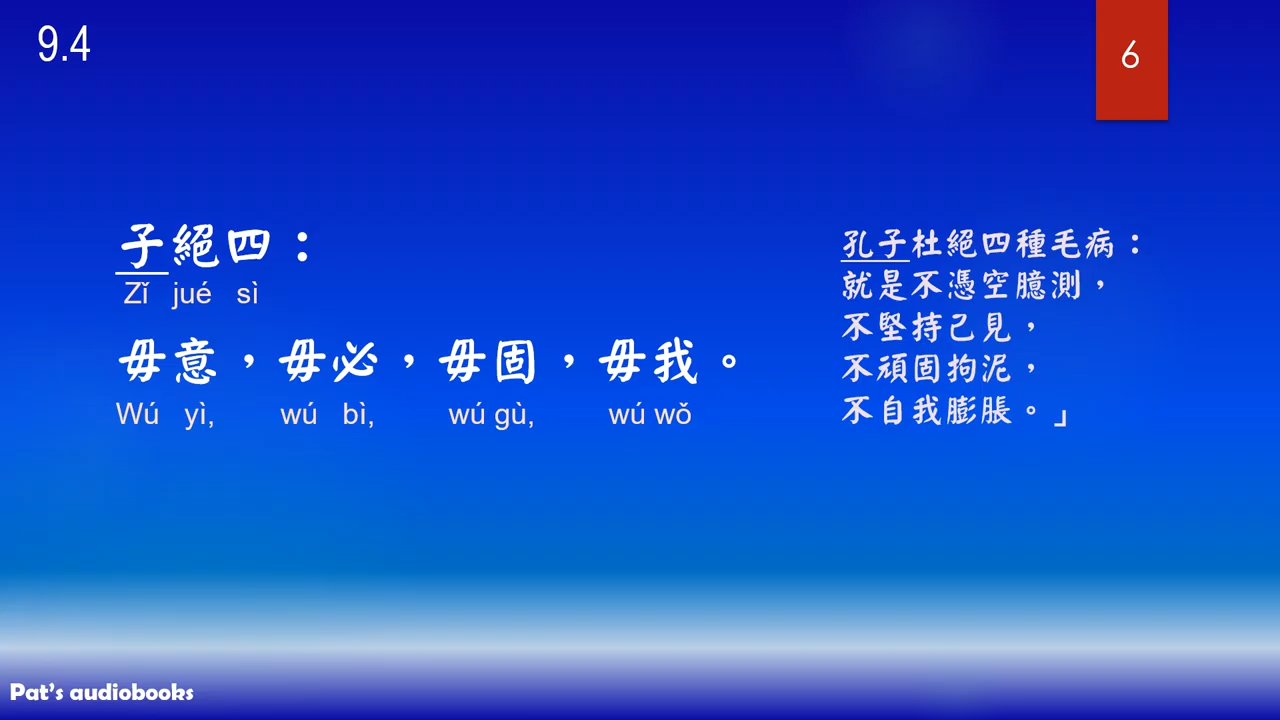 9.4
6
子絕四：
Zǐ jué sì
毋意，毋必，毋固，毋我。
Wú yì, wú bì, wú gù, wú wǒ
孔子杜絕四種毛病：
就是不憑空臆測，
不堅持己見，
不頑固拘泥，
不自我膨脹。」
Pat's audiobooks